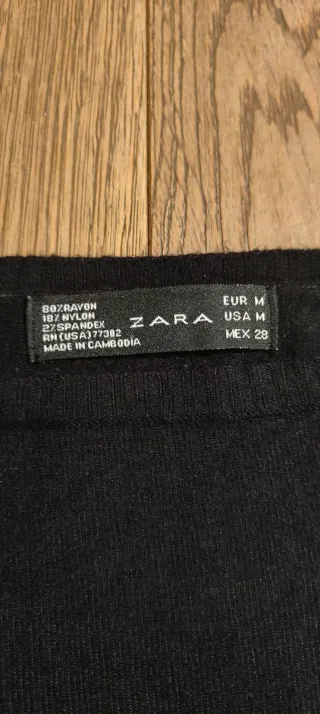 80%RAYON
18% NYLON
2%SPANDEX
RN(USA)77302
MADE IN CAMBODIA
ZARA
EUR M
USA M
MEX 28